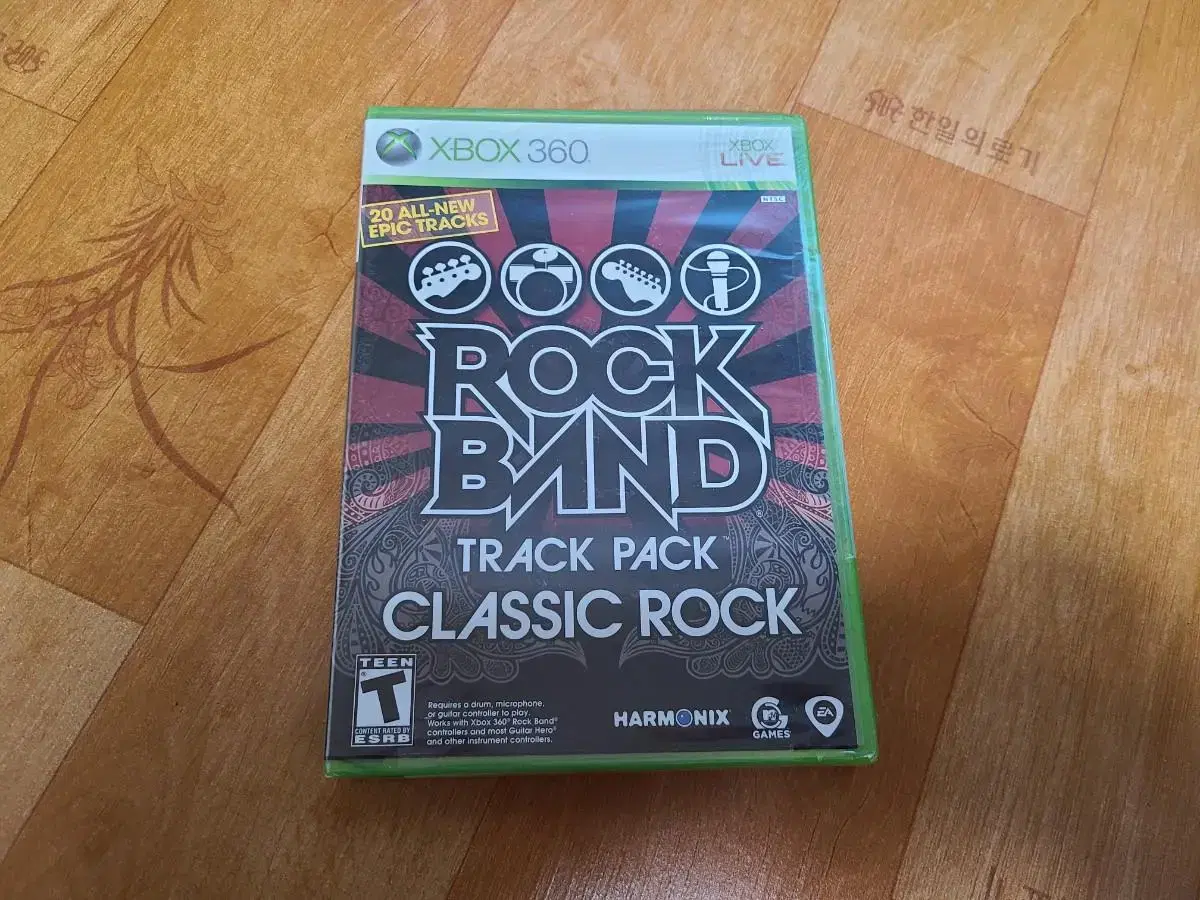 XBOX 360
XBOX
LIVE
NTSC
20 ALL-NEW
EPIC TRACKS
ROCK
BAND
TRACK PACK™
CLASSIC ROCK
TEEN
T
CONTENT RATED BY
ESRB
Requires a drum, microphone,
or guitar controller to play.
Works with Xbox 360® Rock Band®
controllers and most Guitar Hero®
and other instrument controllers.
HARMONIX
GAMES
EA
한일의료기